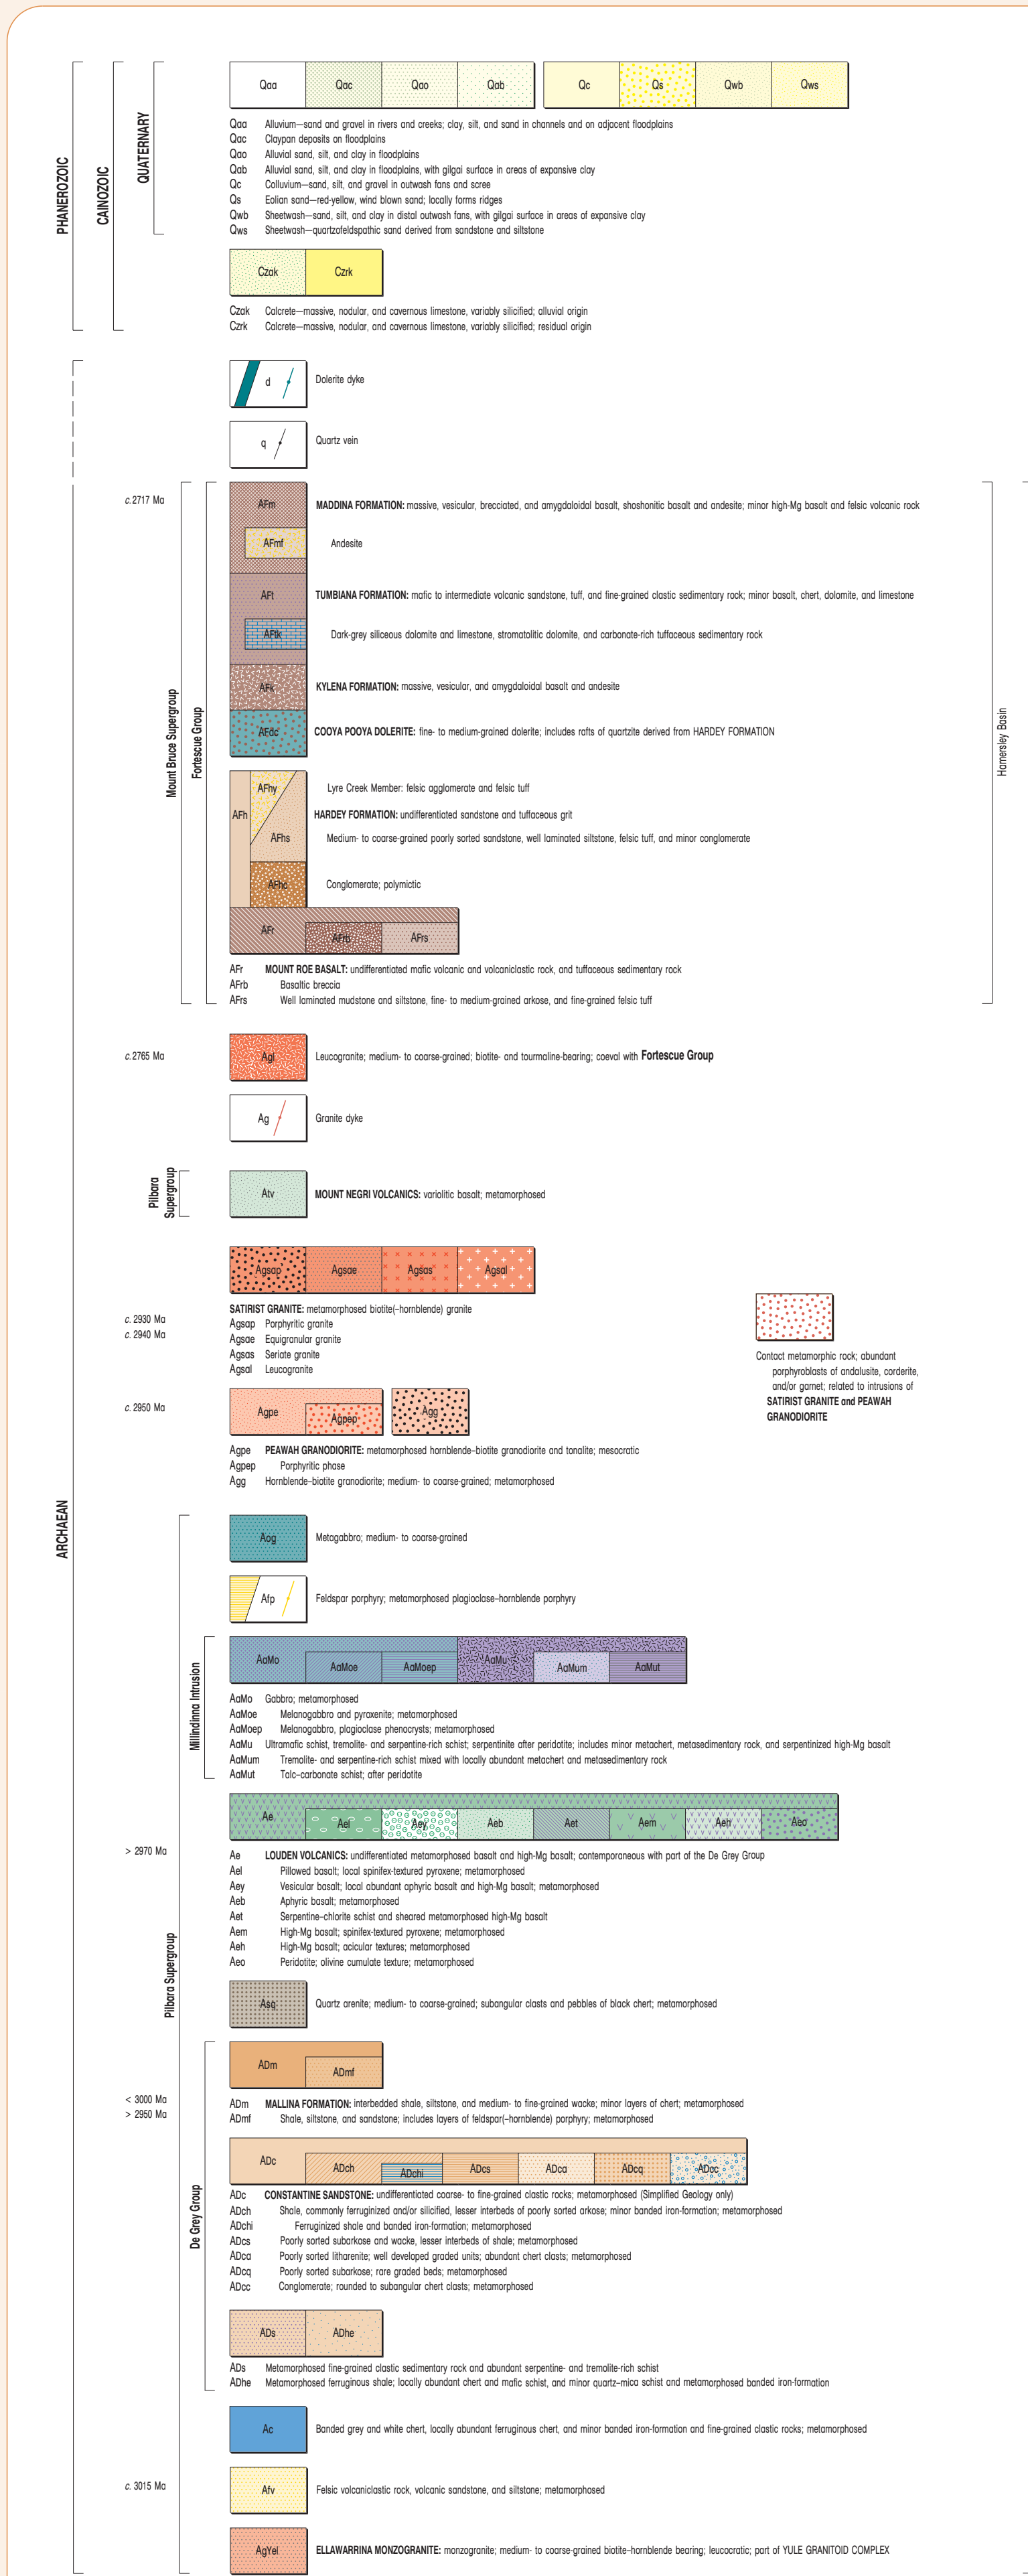 PHANEROZOIC
CAINOZOIC
QUATERNARY
Qaa Qac Qao Qab Qc Qs Qwb Qws
Qaa Alluvium—sand and gravel in rivers and creeks; clay, silt, and sand in channels and on adjacent floodplains
Qac Claypan deposits on floodplains
Qao Alluvial sand, silt, and clay in floodplains
Qab Alluvial sand, silt, and clay in floodplains, with gilgai surface in areas of expansive clay
Qc Colluvium—sand, silt, and gravel in outwash fans and scree
Qs Eolian sand—red-yellow, wind blown sand; locally forms ridges
Qwb Sheetwash—sand, silt, and clay in distal outwash fans, with gilgai surface in areas of expansive clay
Qws Sheetwash—quartzofeldspathic sand derived from sandstone and siltstone
Czak Czrk
Czak Calcrete—massive, nodular, and cavernous limestone, variably silicified; alluvial origin
Czrk Calcrete—massive, nodular, and cavernous limestone, variably silicified; residual origin
ARCHAEAN
d Dolerite dyke
q Quartz vein
Mount Bruce Supergroup
Fortescue Group
Hamersley Basin
c.2717 Ma
AFm MADDINA FORMATION: massive, vesicular, brecciated, and amygdaloidal basalt, shoshonitic basalt and andesite; minor high-Mg basalt and felsic volcanic rock
AFmf Andesite
AFt TUMBIANA FORMATION: mafic to intermediate volcanic sandstone, tuff, and fine-grained clastic sedimentary rock; minor basalt, chert, dolomite, and limestone
AFtk Dark-grey siliceous dolomite and limestone, stromatolitic dolomite, and carbonate-rich tuffaceous sedimentary rock
AFk KYLENA FORMATION: massive, vesicular, and amygdaloidal basalt and andesite
AFdc COOYA POOYA DOLERITE: fine- to medium-grained dolerite; includes rafts of quartzite derived from HARDEY FORMATION
AFhy Lyre Creek Member: felsic agglomerate and felsic tuff
AFh HARDEY FORMATION: undifferentiated sandstone and tuffaceous grit
AFhs Medium- to coarse-grained poorly sorted sandstone, well laminated siltstone, felsic tuff, and minor conglomerate
AFhc Conglomerate; polymictic
AFr AFrb AFrs
AFr MOUNT ROE BASALT: undifferentiated mafic volcanic and volcaniclastic rock, and tuffaceous sedimentary rock
AFrb Basaltic breccia
AFrs Well laminated mudstone and siltstone, fine- to medium-grained arkose, and fine-grained felsic tuff
c.2765 Ma
Agl Leucogranite; medium- to coarse-grained; biotite- and tourmaline-bearing; coeval with Fortescue Group
Ag Granite dyke
Pilbara
Supergroup
Atv MOUNT NEGRI VOLCANICS: variolitic basalt; metamorphosed
Agsap Agsae Agsas Agsal
SATIRIST GRANITE: metamorphosed biotite(–hornblende) granite
c. 2930 Ma
Agsap Porphyritic granite
c. 2940 Ma
Agsae Equigranular granite
Agsas Seriate granite
Agsal Leucogranite
Contact metamorphic rock; abundant
porphyroblasts of andalusite, corderite,
and/or garnet; related to intrusions of
SATIRIST GRANITE and PEAWAH
GRANODIORITE
c. 2950 Ma
Agpe Agpep Agg
Agpe PEAWAH GRANODIORITE: metamorphosed hornblende–biotite granodiorite and tonalite; mesocratic
Agpep Porphyritic phase
Agg Hornblende–biotite granodiorite; medium- to coarse-grained; metamorphosed
Pilbara Supergroup
Aog Metagabbro; medium- to coarse-grained
Afp Feldspar porphyry; metamorphosed plagioclase–hornblende porphyry
Millindinna Intrusion
AaMo AaMoe AaMoep AaMu AaMum AaMut
AaMo Gabbro; metamorphosed
AaMoe Melanogabbro and pyroxenite; metamorphosed
AaMoep Melanogabbro, plagioclase phenocrysts; metamorphosed
AaMu Ultramafic schist, tremolite- and serpentine-rich schist; serpentinite after peridotite; includes minor metachert, metasedimentary rock, and serpentinized high-Mg basalt
AaMum Tremolite- and serpentine-rich schist mixed with locally abundant metachert and metasedimentary rock
AaMut Talc–carbonate schist; after peridotite
Ae Ael Aey Aeb Aet Aem Aeh Aeo
> 2970 Ma
Ae LOUDEN VOLCANICS: undifferentiated metamorphosed basalt and high-Mg basalt; contemporaneous with part of the De Grey Group
Ael Pillowed basalt; local spinifex-textured pyroxene; metamorphosed
Aey Vesicular basalt; local abundant aphyric basalt and high-Mg basalt; metamorphosed
Aeb Aphyric basalt; metamorphosed
Aet Serpentine–chlorite schist and sheared metamorphosed high-Mg basalt
Aem High-Mg basalt; spinifex-textured pyroxene; metamorphosed
Aeh High-Mg basalt; acicular textures; metamorphosed
Aeo Peridotite; olivine cumulate texture; metamorphosed
Asq Quartz arenite; medium- to coarse-grained; subangular clasts and pebbles of black chert; metamorphosed
De Grey Group
ADm ADmf
< 3000 Ma
ADm MALLINA FORMATION: interbedded shale, siltstone, and medium- to fine-grained wacke; minor layers of chert; metamorphosed
> 2950 Ma
ADmf Shale, siltstone, and sandstone; includes layers of feldspar(–hornblende) porphyry; metamorphosed
ADc ADch ADchi ADcs ADca ADcq ADcc
ADc CONSTANTINE SANDSTONE: undifferentiated coarse- to fine-grained clastic rocks; metamorphosed (Simplified Geology only)
ADch Shale, commonly ferruginized and/or silicified, lesser interbeds of poorly sorted arkose; minor banded iron-formation; metamorphosed
ADchi Ferruginized shale and banded iron-formation; metamorphosed
ADcs Poorly sorted subarkose and wacke, lesser interbeds of shale; metamorphosed
ADca Poorly sorted litharenite; well developed graded units; abundant chert clasts; metamorphosed
ADcq Poorly sorted subarkose; rare graded beds; metamorphosed
ADcc Conglomerate; rounded to subangular chert clasts; metamorphosed
ADs ADhe
ADs Metamorphosed fine-grained clastic sedimentary rock and abundant serpentine- and tremolite-rich schist
ADhe Metamorphosed ferruginous shale; locally abundant chert and mafic schist, and minor quartz–mica schist and metamorphosed banded iron-formation
Ac Banded grey and white chert, locally abundant ferruginous chert, and minor banded iron-formation and fine-grained clastic rocks; metamorphosed
c. 3015 Ma
Afv Felsic volcaniclastic rock, volcanic sandstone, and siltstone; metamorphosed
AgYel ELLAWARRINA MONZOGRANITE: monzogranite; medium- to coarse-grained biotite–hornblende bearing; leucocratic; part of YULE GRANITOID COMPLEX